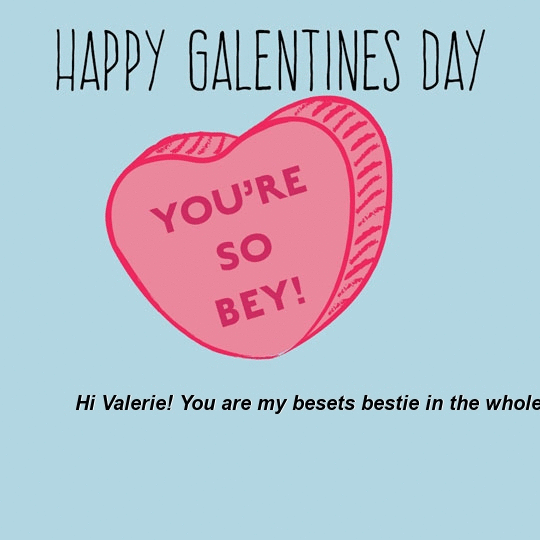 HAPPY GALENTINES DAY
YOU'RE
SO
BEY!
Hi Valerie! You are my besets bestie in the whole